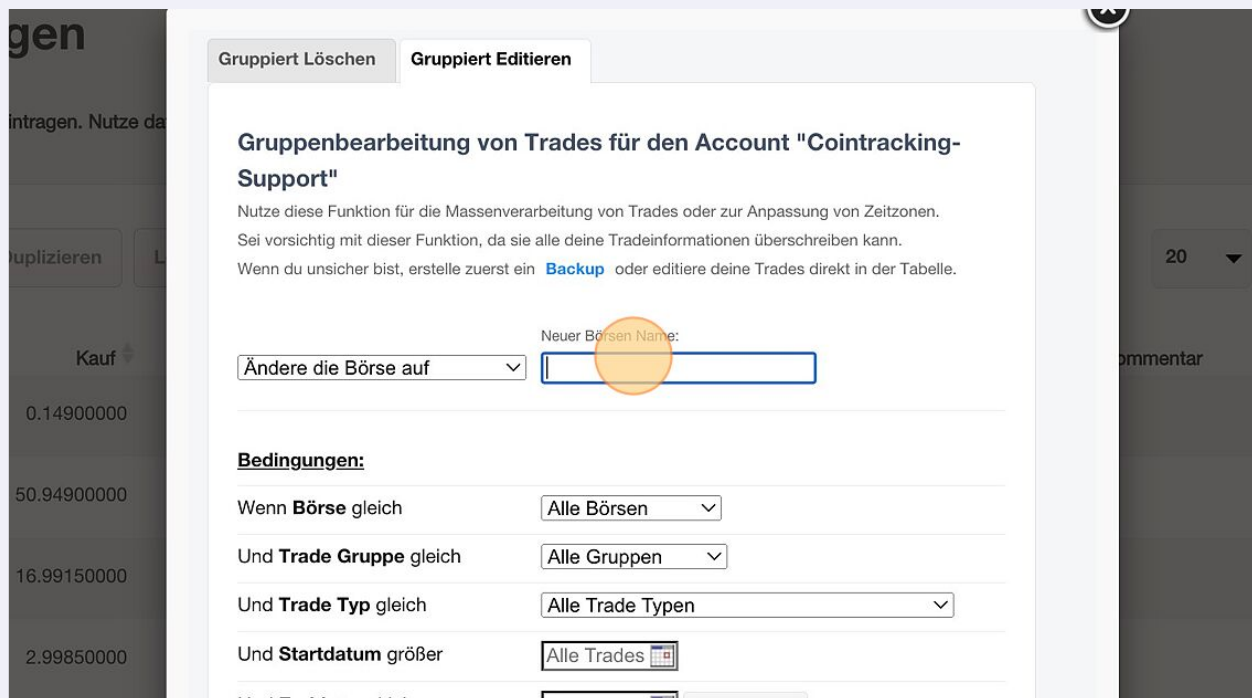 gen
Gruppiert Löschen
Gruppiert Editieren
intragen. Nutze da
Gruppenbearbeitung von Trades für den Account "Cointracking-
Support"
Nutze diese Funktion für die Massenverarbeitung von Trades oder zur Anpassung von Zeitzonen.
Sei vorsichtig mit dieser Funktion, da sie alle deine Tradeinformationen überschreiben kann.
Wenn du unsicher bist, erstelle zuerst ein Backup oder editiere deine Trades direkt in der Tabelle.
uplizieren
L
20
Neuer Börsen Name:
Kauf
Ändere die Börse auf
ommentar
0.14900000
Bedingungen:
50.94900000
Wenn Börse gleich
Alle Börsen
Und Trade Gruppe gleich
Alle Gruppen
16.99150000
Und Trade Typ gleich
Alle Trade Typen
2.99850000
Und Startdatum größer
Alle Trades